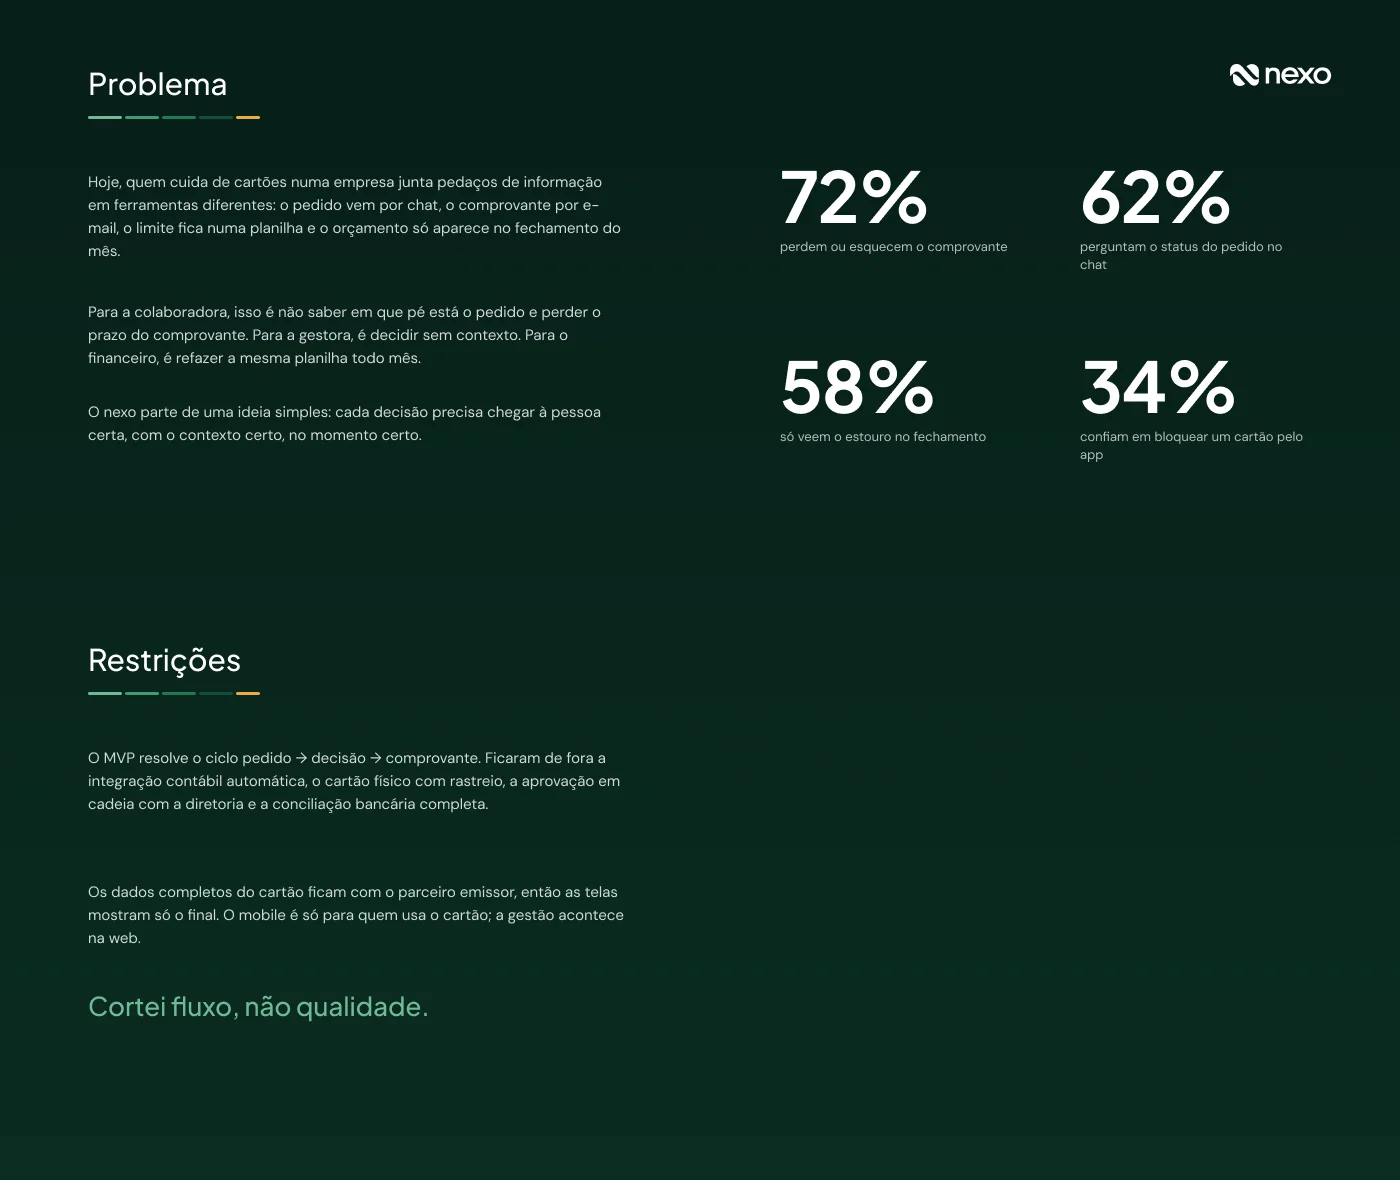 Problema
nexo
Hoje, quem cuida de cartões numa empresa junta pedaços de informação
em ferramentas diferentes: o pedido vem por chat, o comprovante por e-
mail, o limite fica numa planilha e o orçamento só aparece no fechamento do
mês.
Para a colaboradora, isso é não saber em que pé está o pedido e perder o
prazo do comprovante. Para a gestora, é decidir sem contexto. Para o
financeiro, é refazer a mesma planilha todo mês.
O nexo parte de uma ideia simples: cada decisão precisa chegar à pessoa
certa, com o contexto certo, no momento certo.
72%
perdem ou esquecem o comprovante
62%
perguntam o status do pedido no
chat
58%
só veem o estouro no fechamento
34%
confiam em bloquear um cartão pelo
app
Restrições
O MVP resolve o ciclo pedido → decisão → comprovante. Ficaram de fora a
integração contábil automática, o cartão físico com rastreio, a aprovação em
cadeia com a diretoria e a conciliação bancária completa.
Os dados completos do cartão ficam com o parceiro emissor, então as telas
mostram só o final. O mobile é só para quem usa o cartão; a gestão acontece
na web.
Cortei fluxo, não qualidade.